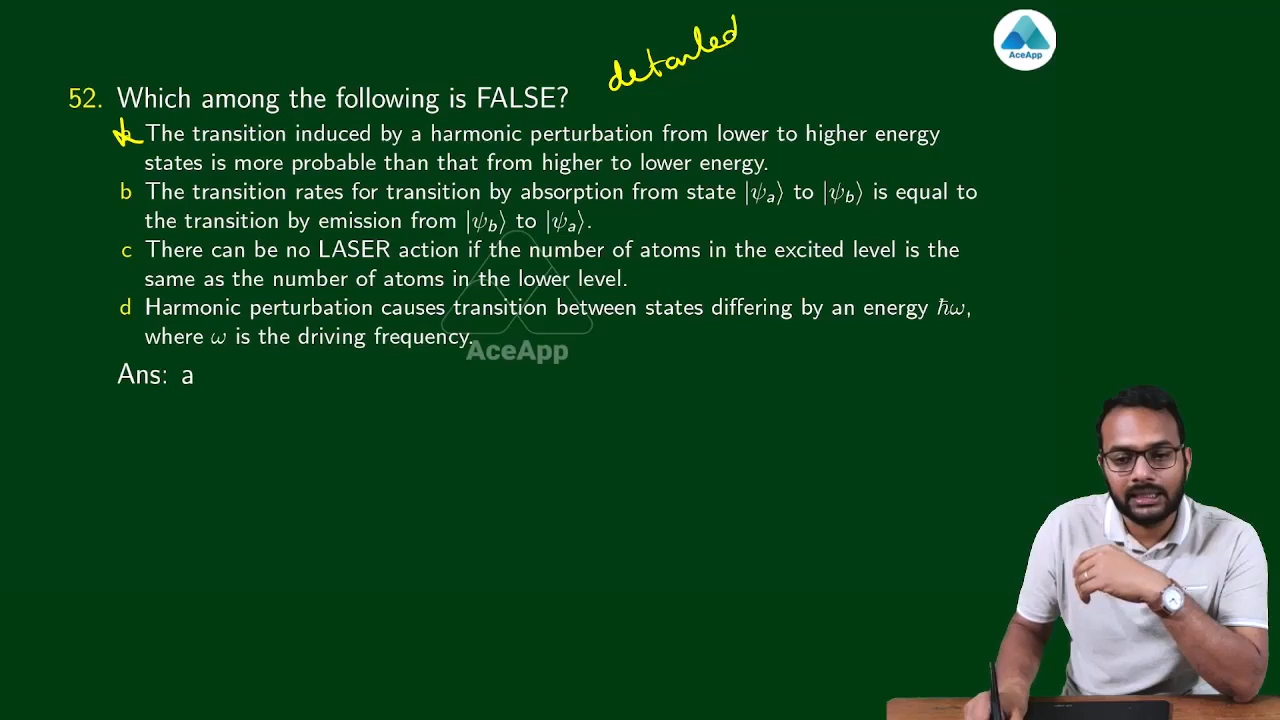 detailed
AceApp
52. Which among the following is FALSE?
The transition induced by a harmonic perturbation from lower to higher energy
states is more probable than that from higher to lower energy.
b The transition rates for transition by absorption from state |ψa⟩ to |ψb⟩ is equal to
the transition by emission from |ψb⟩ to |ψa⟩.
c There can be no LASER action if the number of atoms in the excited level is the
same as the number of atoms in the lower level.
d Harmonic perturbation causes transition between states differing by an energy ℏω,
where ω is the driving frequency.
AceApp
Ans: a